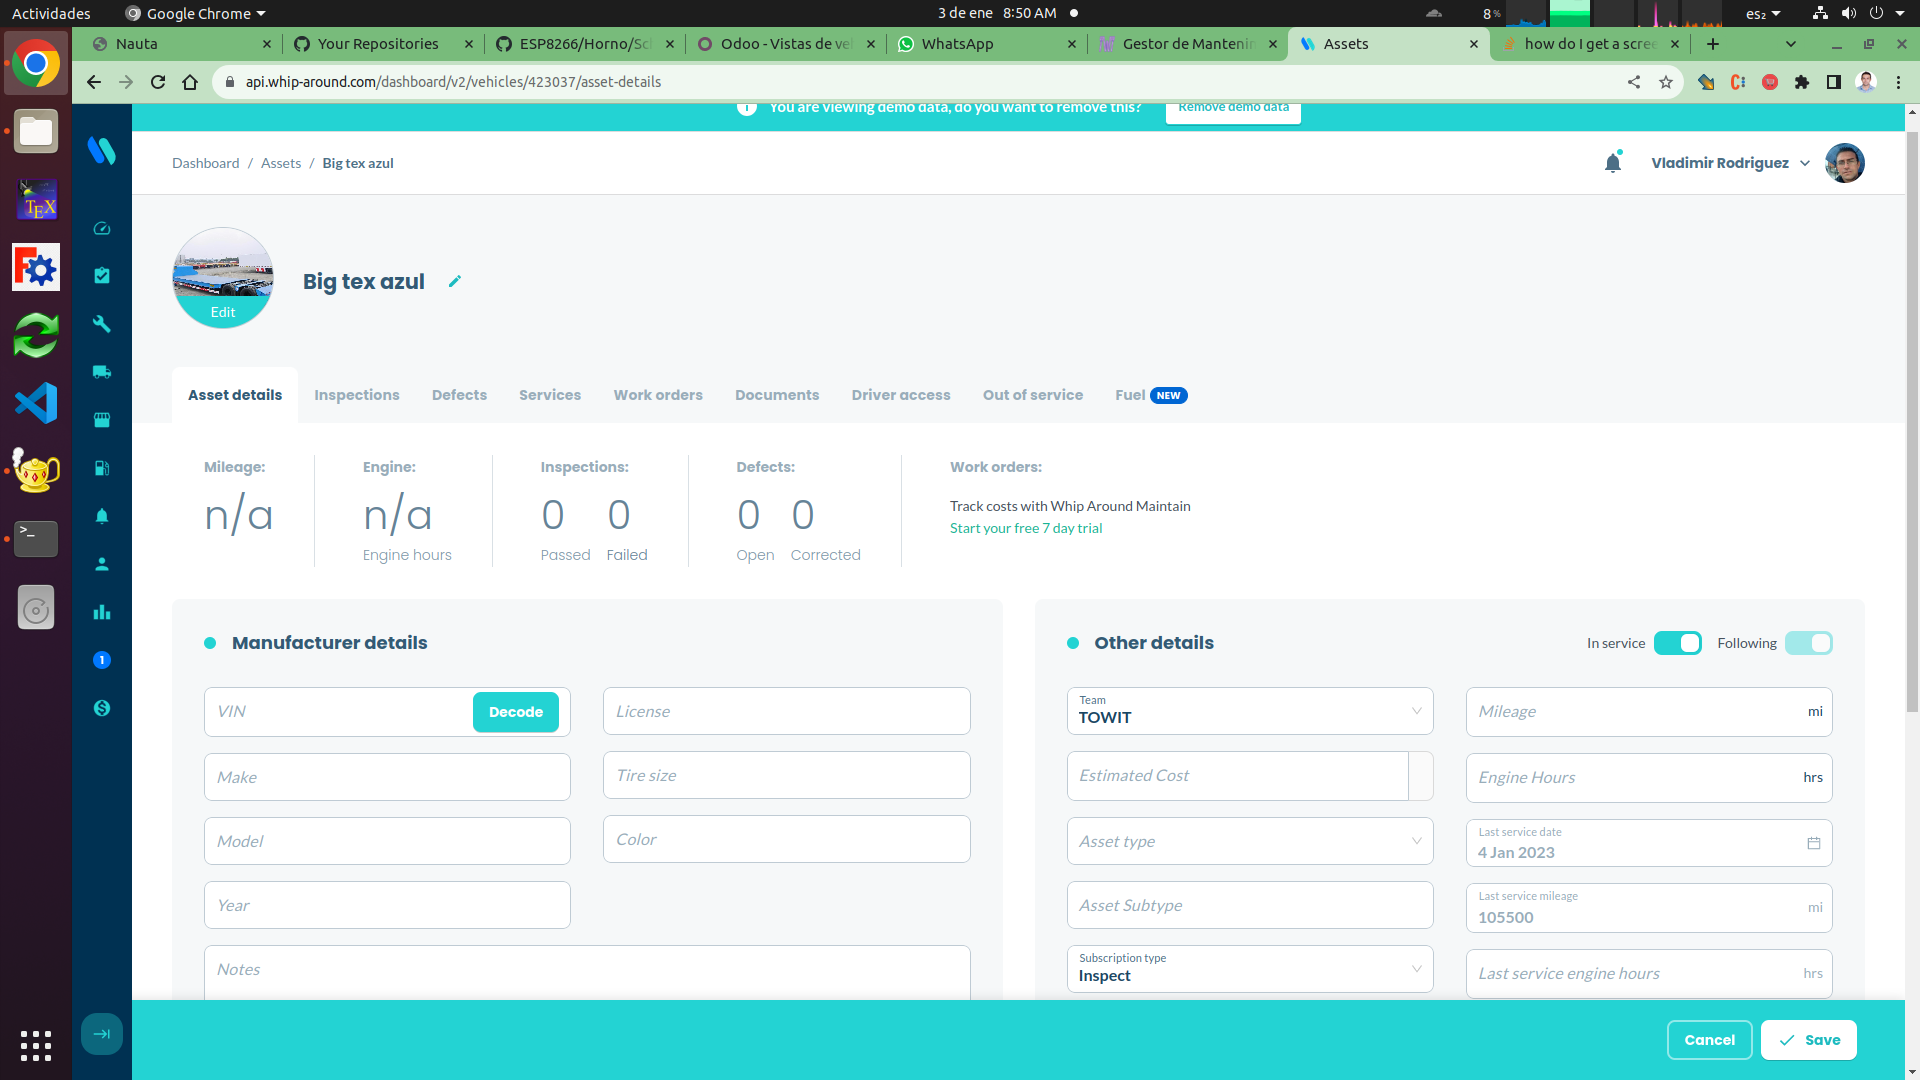 Actividades
Google Chrome
3 de ene 8:50 AM
8 %
es₂
Nauta
Your Repositories
ESP8266/Horno/Sc
Odoo - Vistas de ve
WhatsApp
Gestor de Mantenin
Assets
how do I get a scree
api.whip-around.com/dashboard/v2/vehicles/423037/asset-details
You are viewing demo data, do you want to remove this?
Remove demo data
Dashboard / Assets / Big tex azul
Vladimir Rodriguez
Edit
Big tex azul
Asset details
Inspections
Defects
Services
Work orders
Documents
Driver access
Out of service
Fuel NEW
Mileage:
n/a
Engine:
n/a
Engine hours
Inspections:
0 0
Passed Failed
Defects:
0 0
Open Corrected
Work orders:
Track costs with Whip Around Maintain
Start your free 7 day trial
Manufacturer details
VIN
Decode
License
Make
Tire size
Model
Color
Year
Notes
Other details
In service
Following
Team
TOWIT
Mileage mi
Estimated Cost
Engine Hours hrs
Asset type
Last service date
4 Jan 2023
Asset Subtype
Last service mileage
105500 mi
Subscription type
Inspect
Last service engine hours hrs
1
Cancel
Save